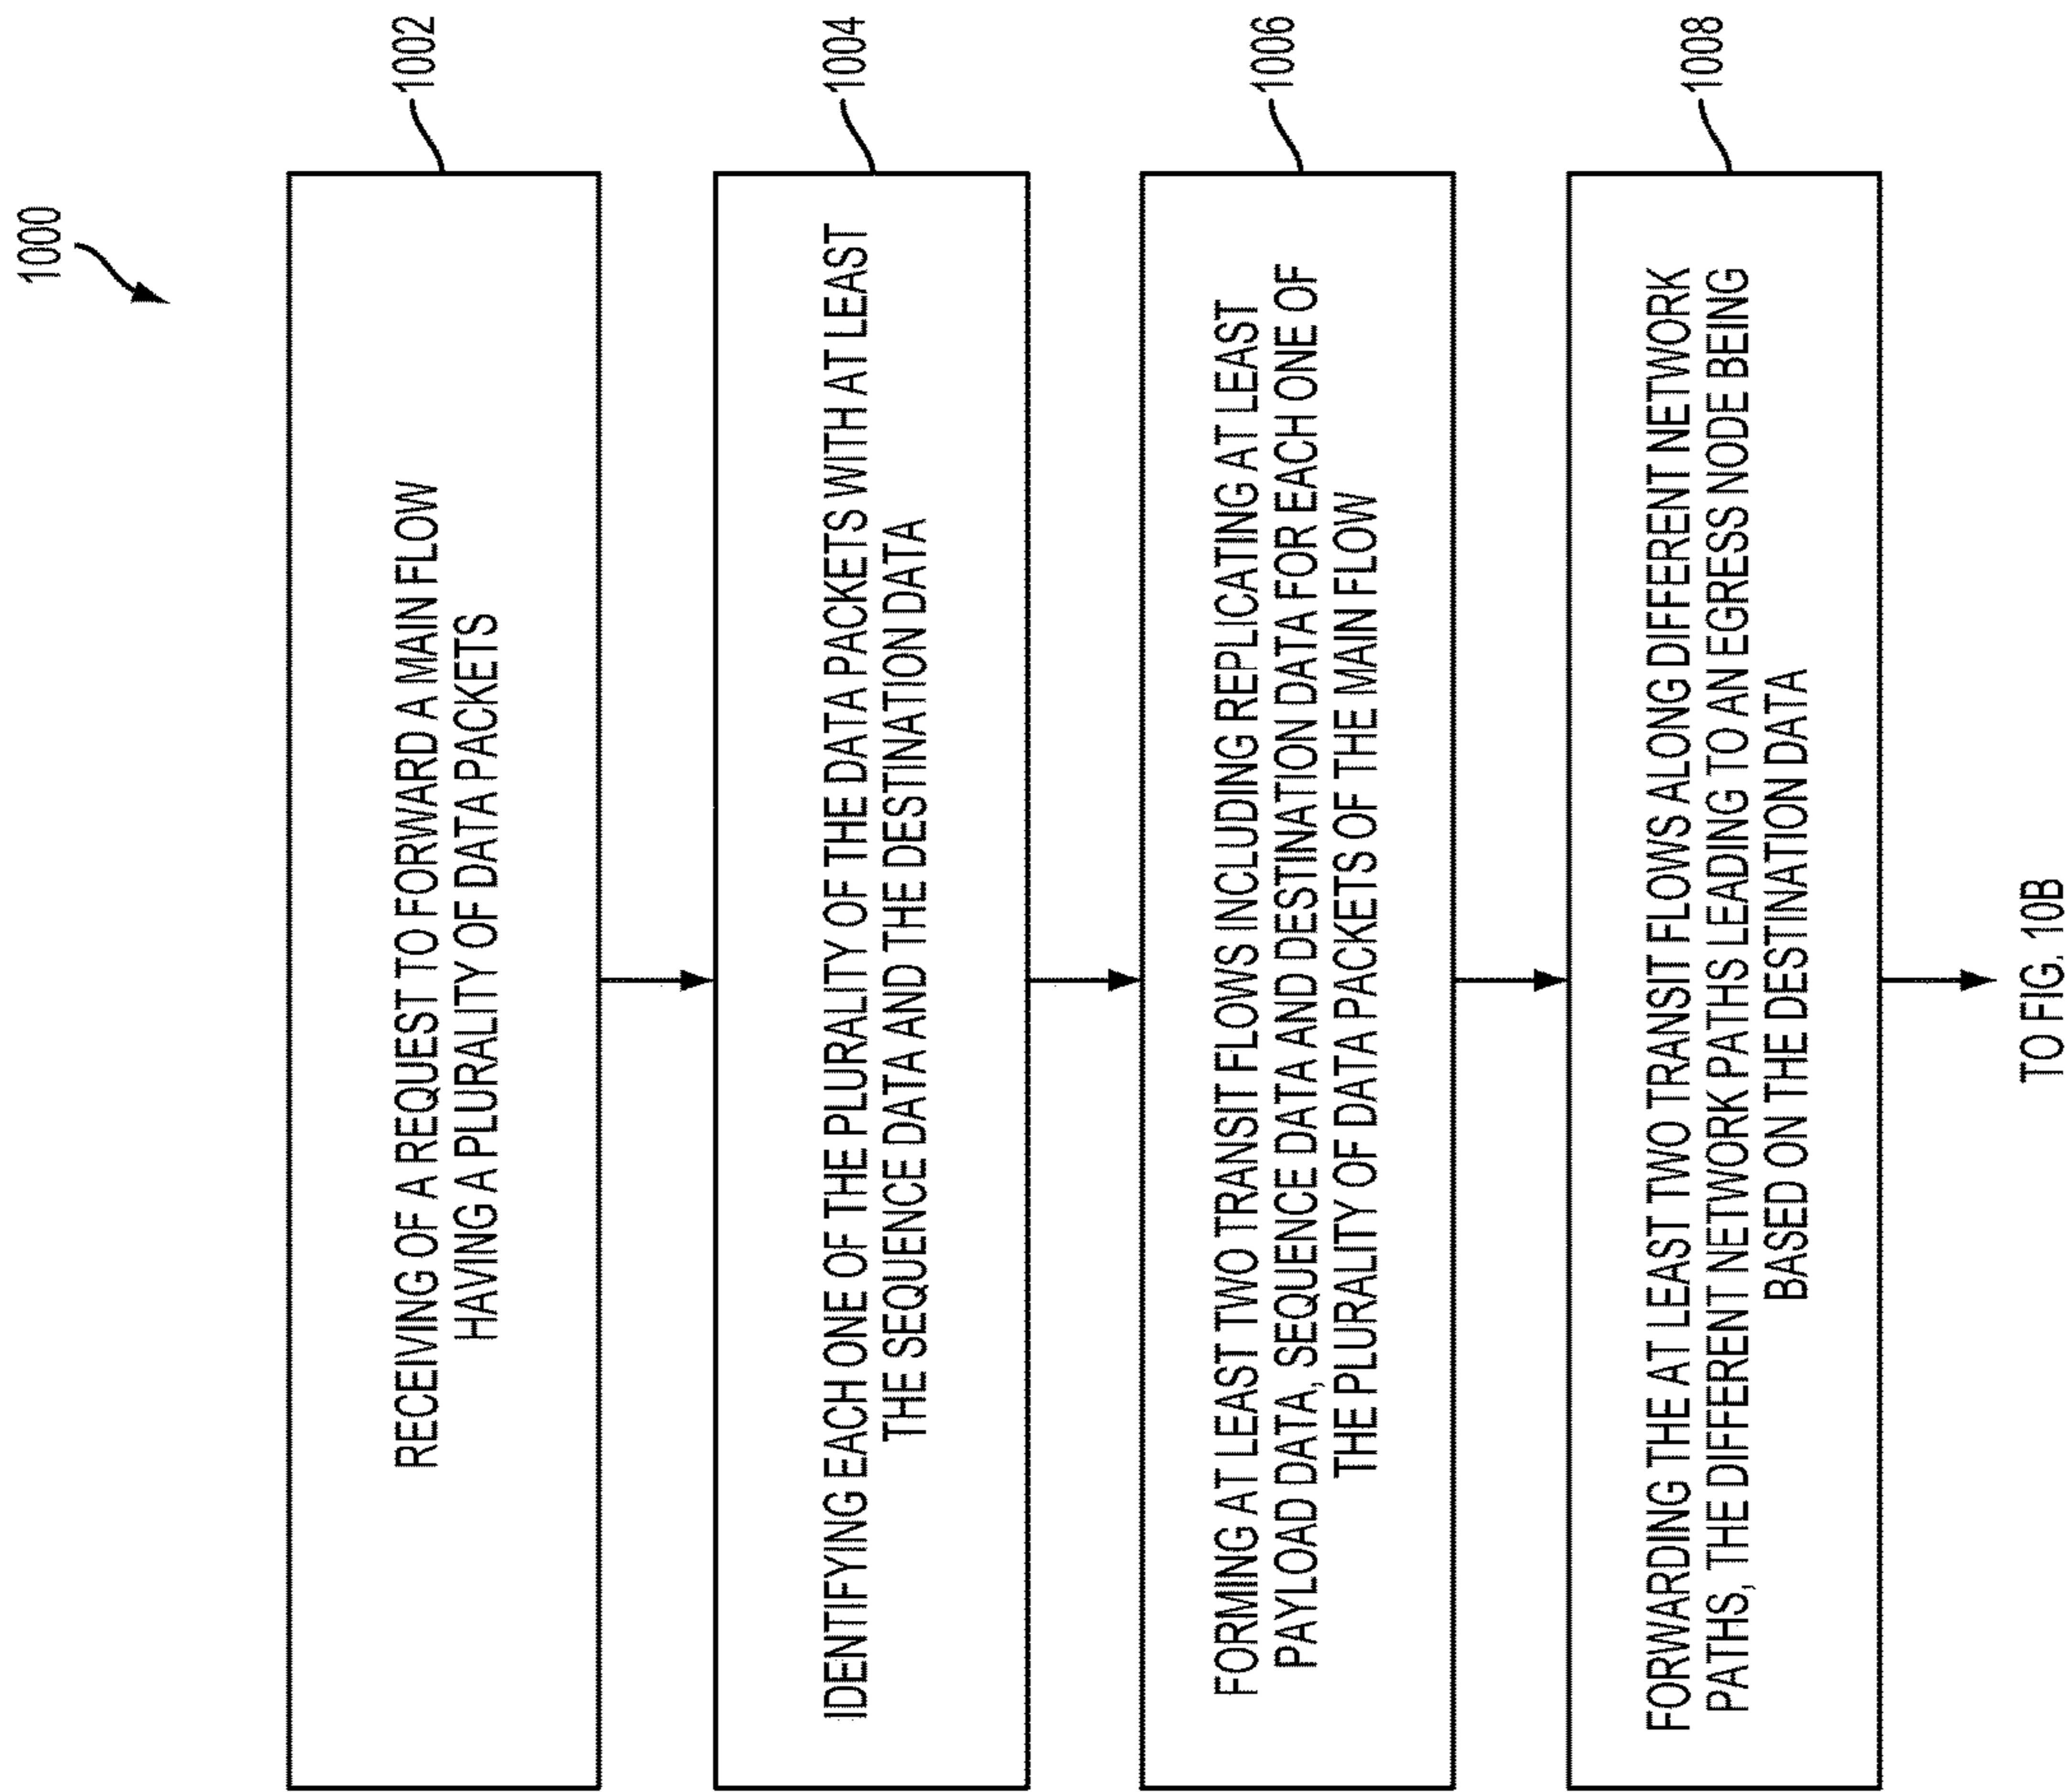 1000
RECEIVING OF A REQUEST TO FORWARD A MAIN FLOW
HAVING A PLURALITY OF DATA PACKETS
1002
IDENTIFYING EACH ONE OF THE PLURALITY OF THE DATA PACKETS WITH AT LEAST
THE SEQUENCE DATA AND THE DESTINATION DATA
1004
FORMING AT LEAST TWO TRANSIT FLOWS INCLUDING REPLICATING AT LEAST
PAYLOAD DATA, SEQUENCE DATA AND DESTINATION DATA FOR EACH ONE OF
THE PLURALITY OF DATA PACKETS OF THE MAIN FLOW
1006
FORWARDING THE AT LEAST TWO TRANSIT FLOWS ALONG DIFFERENT NETWORK
PATHS, THE DIFFERENT NETWORK PATHS LEADING TO AN EGRESS NODE BEING
BASED ON THE DESTINATION DATA
1008
TO FIG. 10B